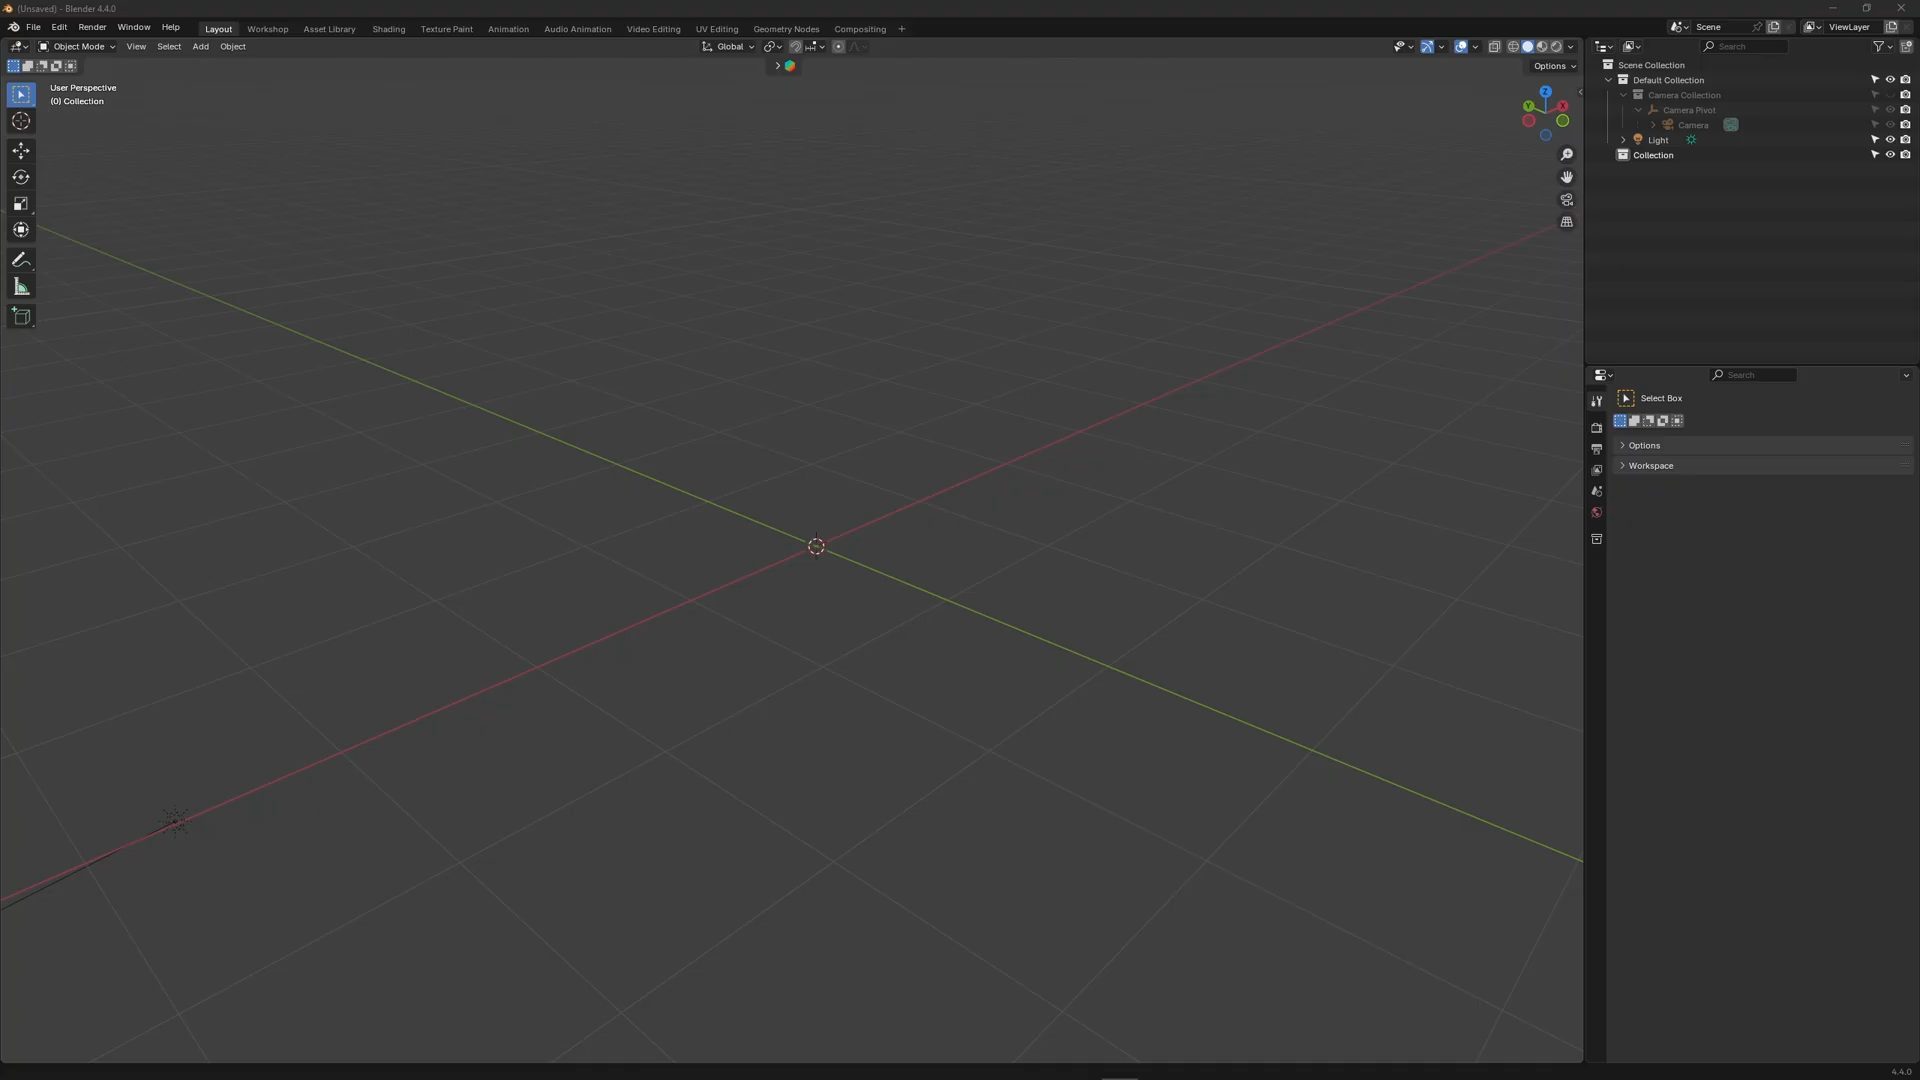 (Unsaved) - Blender 4.4.0
File Edit Render Window Help
Layout Workshop Asset Library Shading Texture Paint Animation Audio Animation Video Editing UV Editing Geometry Nodes Compositing +
Scene
ViewLayer
Object Mode View Select Add Object
Global
Search
Options
User Perspective
(0) Collection
Z
Y
X
Scene Collection
Default Collection
Camera Collection
Camera Pivot
Camera
Light
Collection
Search
Select Box
Options
Workspace
4.4.0